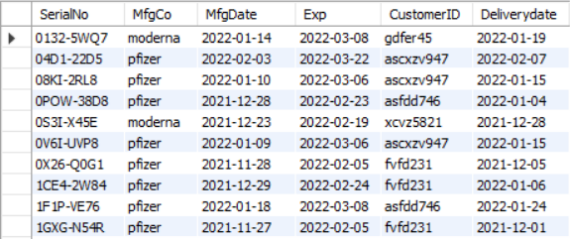 SerialNo MfgCo MfgDate Exp CustomerID Deliverydate
0132-5WQ7 moderna 2022-01-14 2022-03-08 gdfer45 2022-01-19
04D1-22D5 pfizer 2022-02-03 2022-03-22 ascxzv947 2022-02-07
08KI-2RL8 pfizer 2022-01-10 2022-03-06 ascxzv947 2022-01-15
0POW-38D8 pfizer 2021-12-28 2022-02-23 asfdd746 2022-01-04
0S3I-X45E moderna 2021-12-23 2022-02-19 xcvz5821 2021-12-28
0V6I-UVP8 pfizer 2022-01-09 2022-03-06 ascxzv947 2022-01-15
0X26-Q0G1 pfizer 2021-11-28 2022-02-05 fvfd231 2021-12-05
1CE4-2W84 pfizer 2021-12-29 2022-02-24 fvfd231 2022-01-06
1F1P-VE76 pfizer 2022-01-18 2022-03-08 asfdd746 2022-01-24
1GXG-N54R pfizer 2021-11-27 2022-02-05 fvfd231 2021-12-01